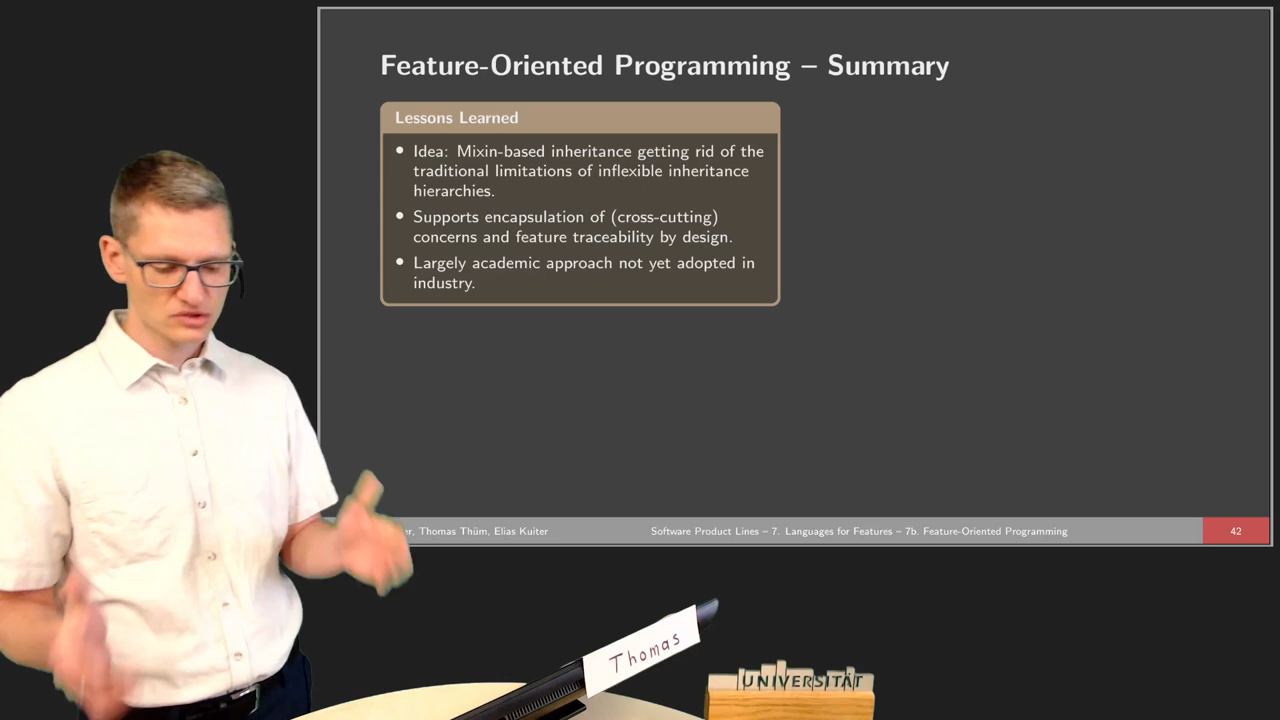 Feature-Oriented Programming – Summary
Lessons Learned
• Idea: Mixin-based inheritance getting rid of the
traditional limitations of inflexible inheritance
hierarchies.
• Supports encapsulation of (cross-cutting)
concerns and feature traceability by design.
• Largely academic approach not yet adopted in
industry.
Thomas Thüm, Elias Kuiter
Software Product Lines – 7. Languages for Features – 7b. Feature-Oriented Programming
42
Thomas
UNIVERSITÄT